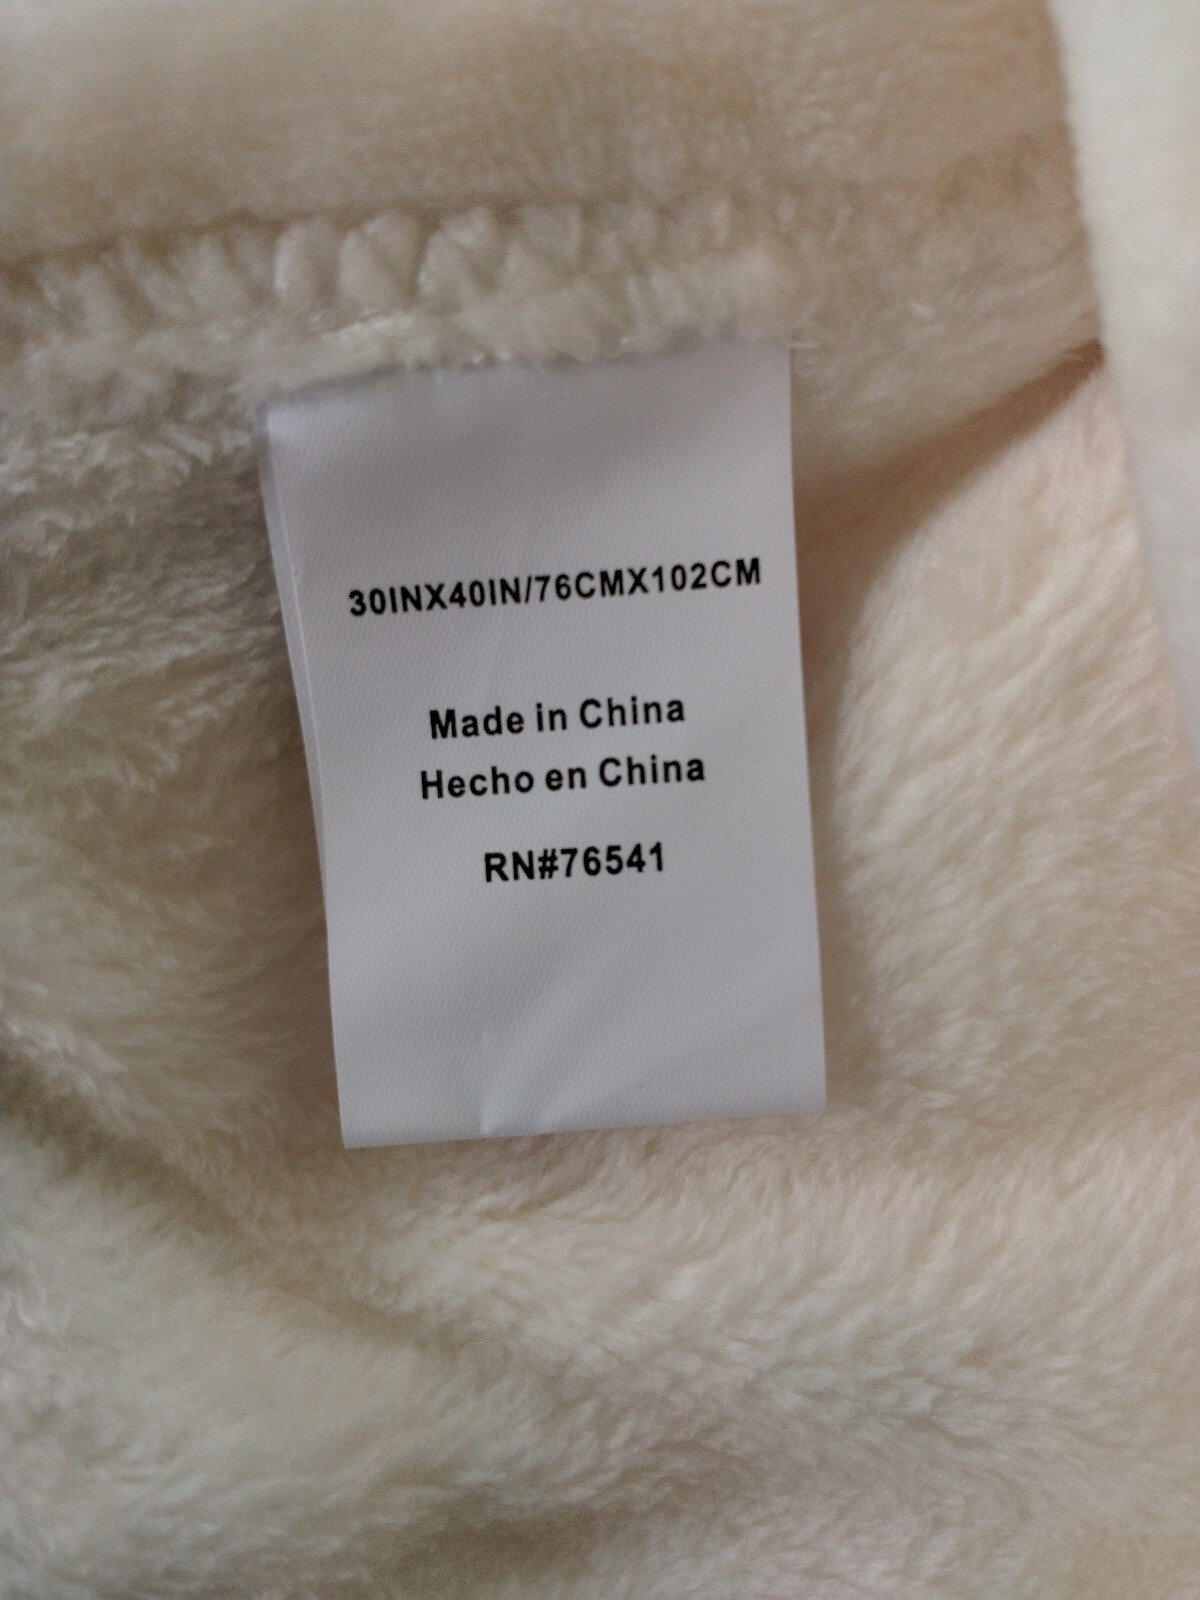 30INX40IN/76CMX102CM
Made in China
Hecho en China
RN#76541